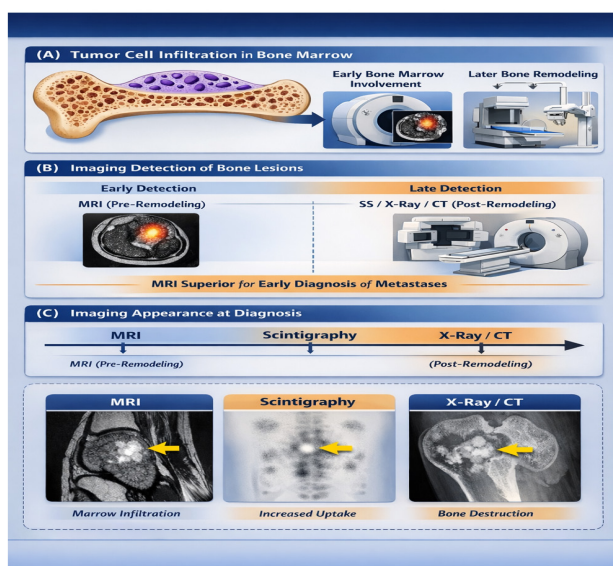 (A) Tumor Cell Infiltration in Bone Marrow
Early Bone Marrow
Involvement
Later Bone Remodeling
(B) Imaging Detection of Bone Lesions
Early Detection
Late Detection
MRI (Pre-Remodeling)
SS / X-Ray / CT (Post-Remodeling)
MRI Superior for Early Diagnosis of Metastases
(C) Imaging Appearance at Diagnosis
MRI
Scintigraphy
X-Ray / CT
MRI (Pre-Remodeling)
(Post-Remodeling)
MRI
Scintigraphy
X-Ray / CT
Marrow Infiltration
Increased Uptake
Bone Destruction